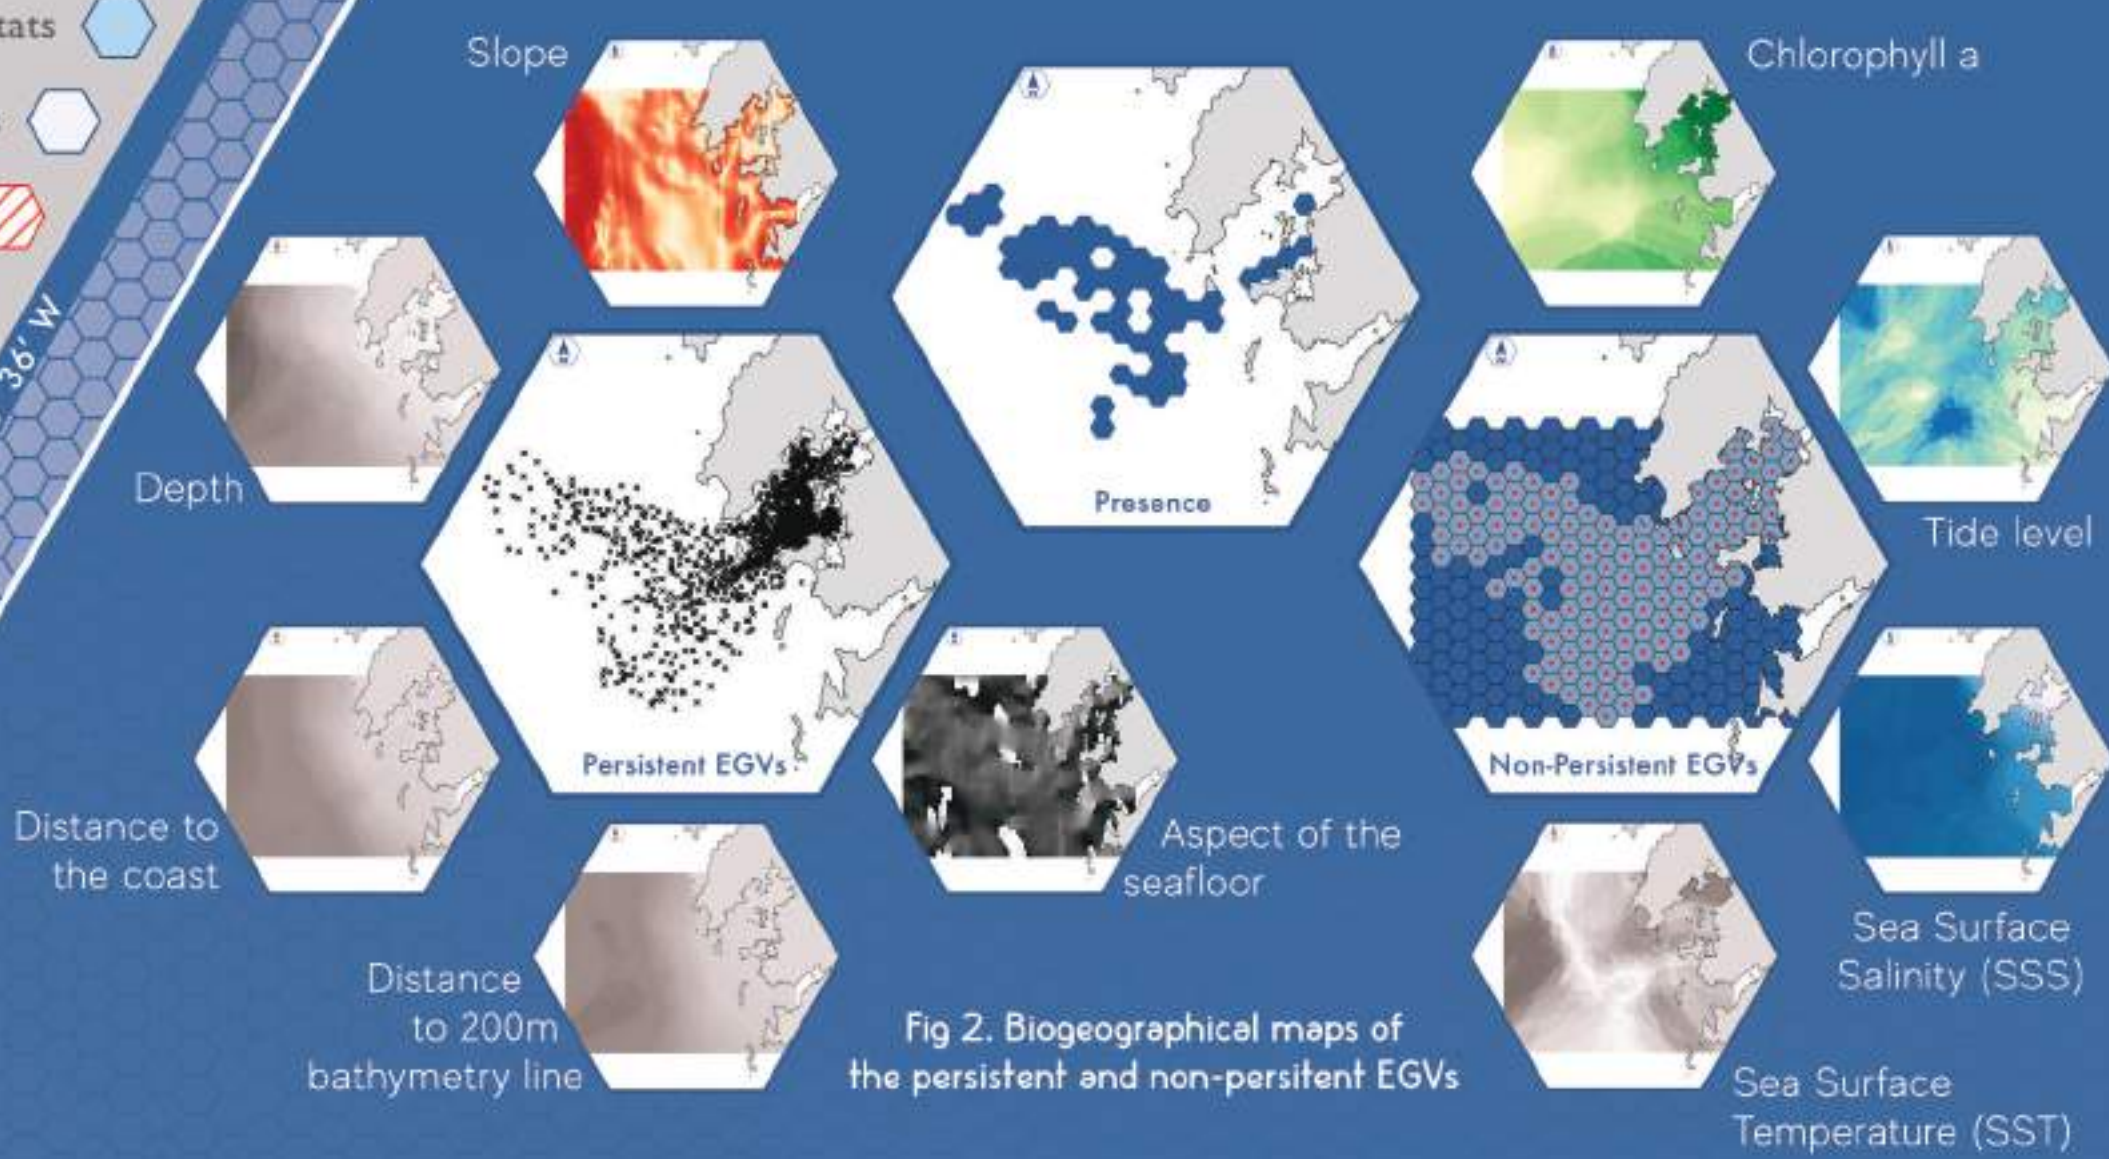 36' W
Slope
Chlorophyll a
Depth
Presence
Tide level
Persistent EGVs
Non-Persistent EGVs
Distance to
the coast
Aspect of the
seafloor
Distance
to 200m
bathymetry line
Sea Surface
Salinity (SSS)
Sea Surface
Temperature (SST)
Fig 2. Biogeographical maps of
the persistent and non-persitent EGVs